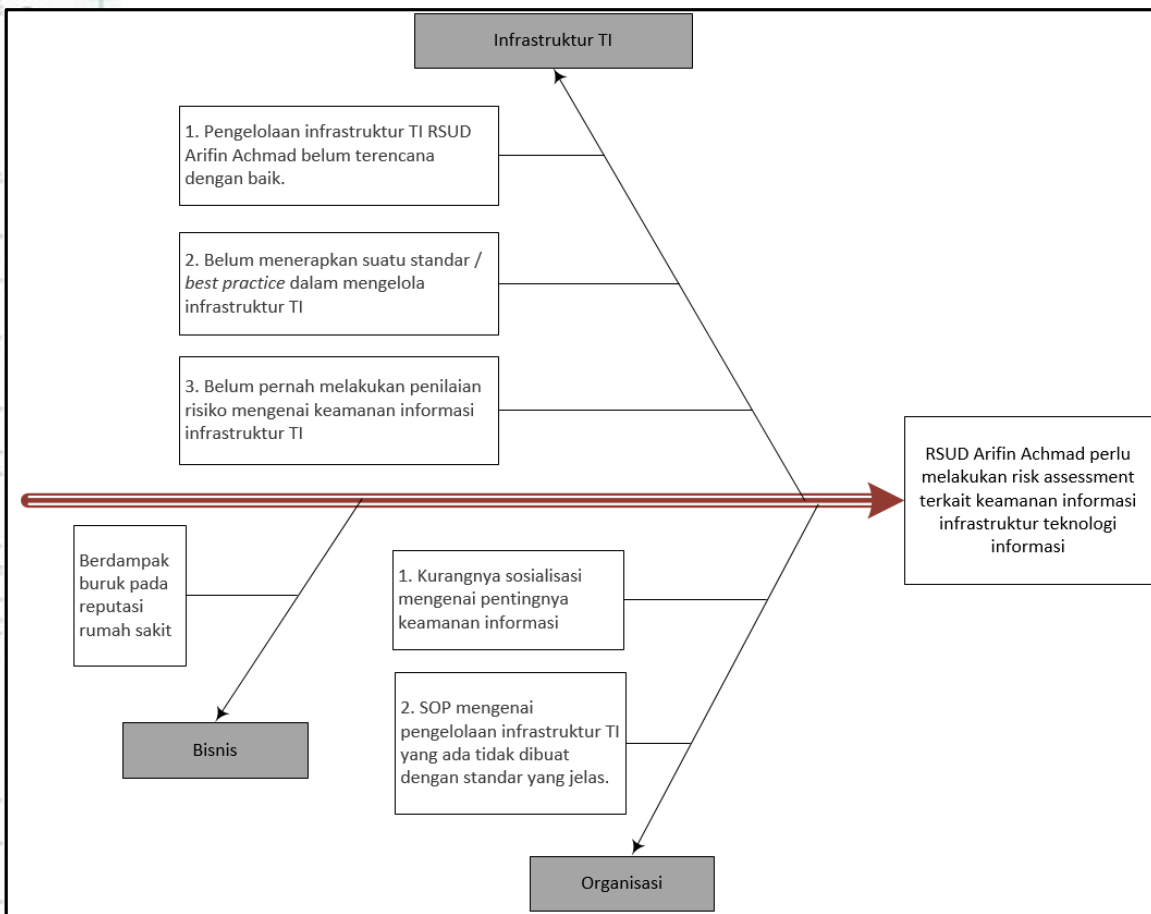 Infrastruktur TI
1. Pengelolaan infrastruktur TI RSUD
Arifin Achmad belum terencana
dengan baik.
2. Belum menerapkan suatu standar /
best practice dalam mengelola
infrastruktur TI
3. Belum pernah melakukan penilaian
risiko mengenai keamanan informasi
infrastruktur TI
RSUD Arifin Achmad perlu
melakukan risk assessment
terkait keamanan informasi
infrastruktur teknologi
informasi
Berdampak
buruk pada
reputasi
rumah sakit
Bisnis
1. Kurangnya sosialisasi
mengenai pentingnya
keamanan informasi
2. SOP mengenai
pengelolaan infrastruktur TI
yang ada tidak dibuat
dengan standar yang jelas.
Organisasi